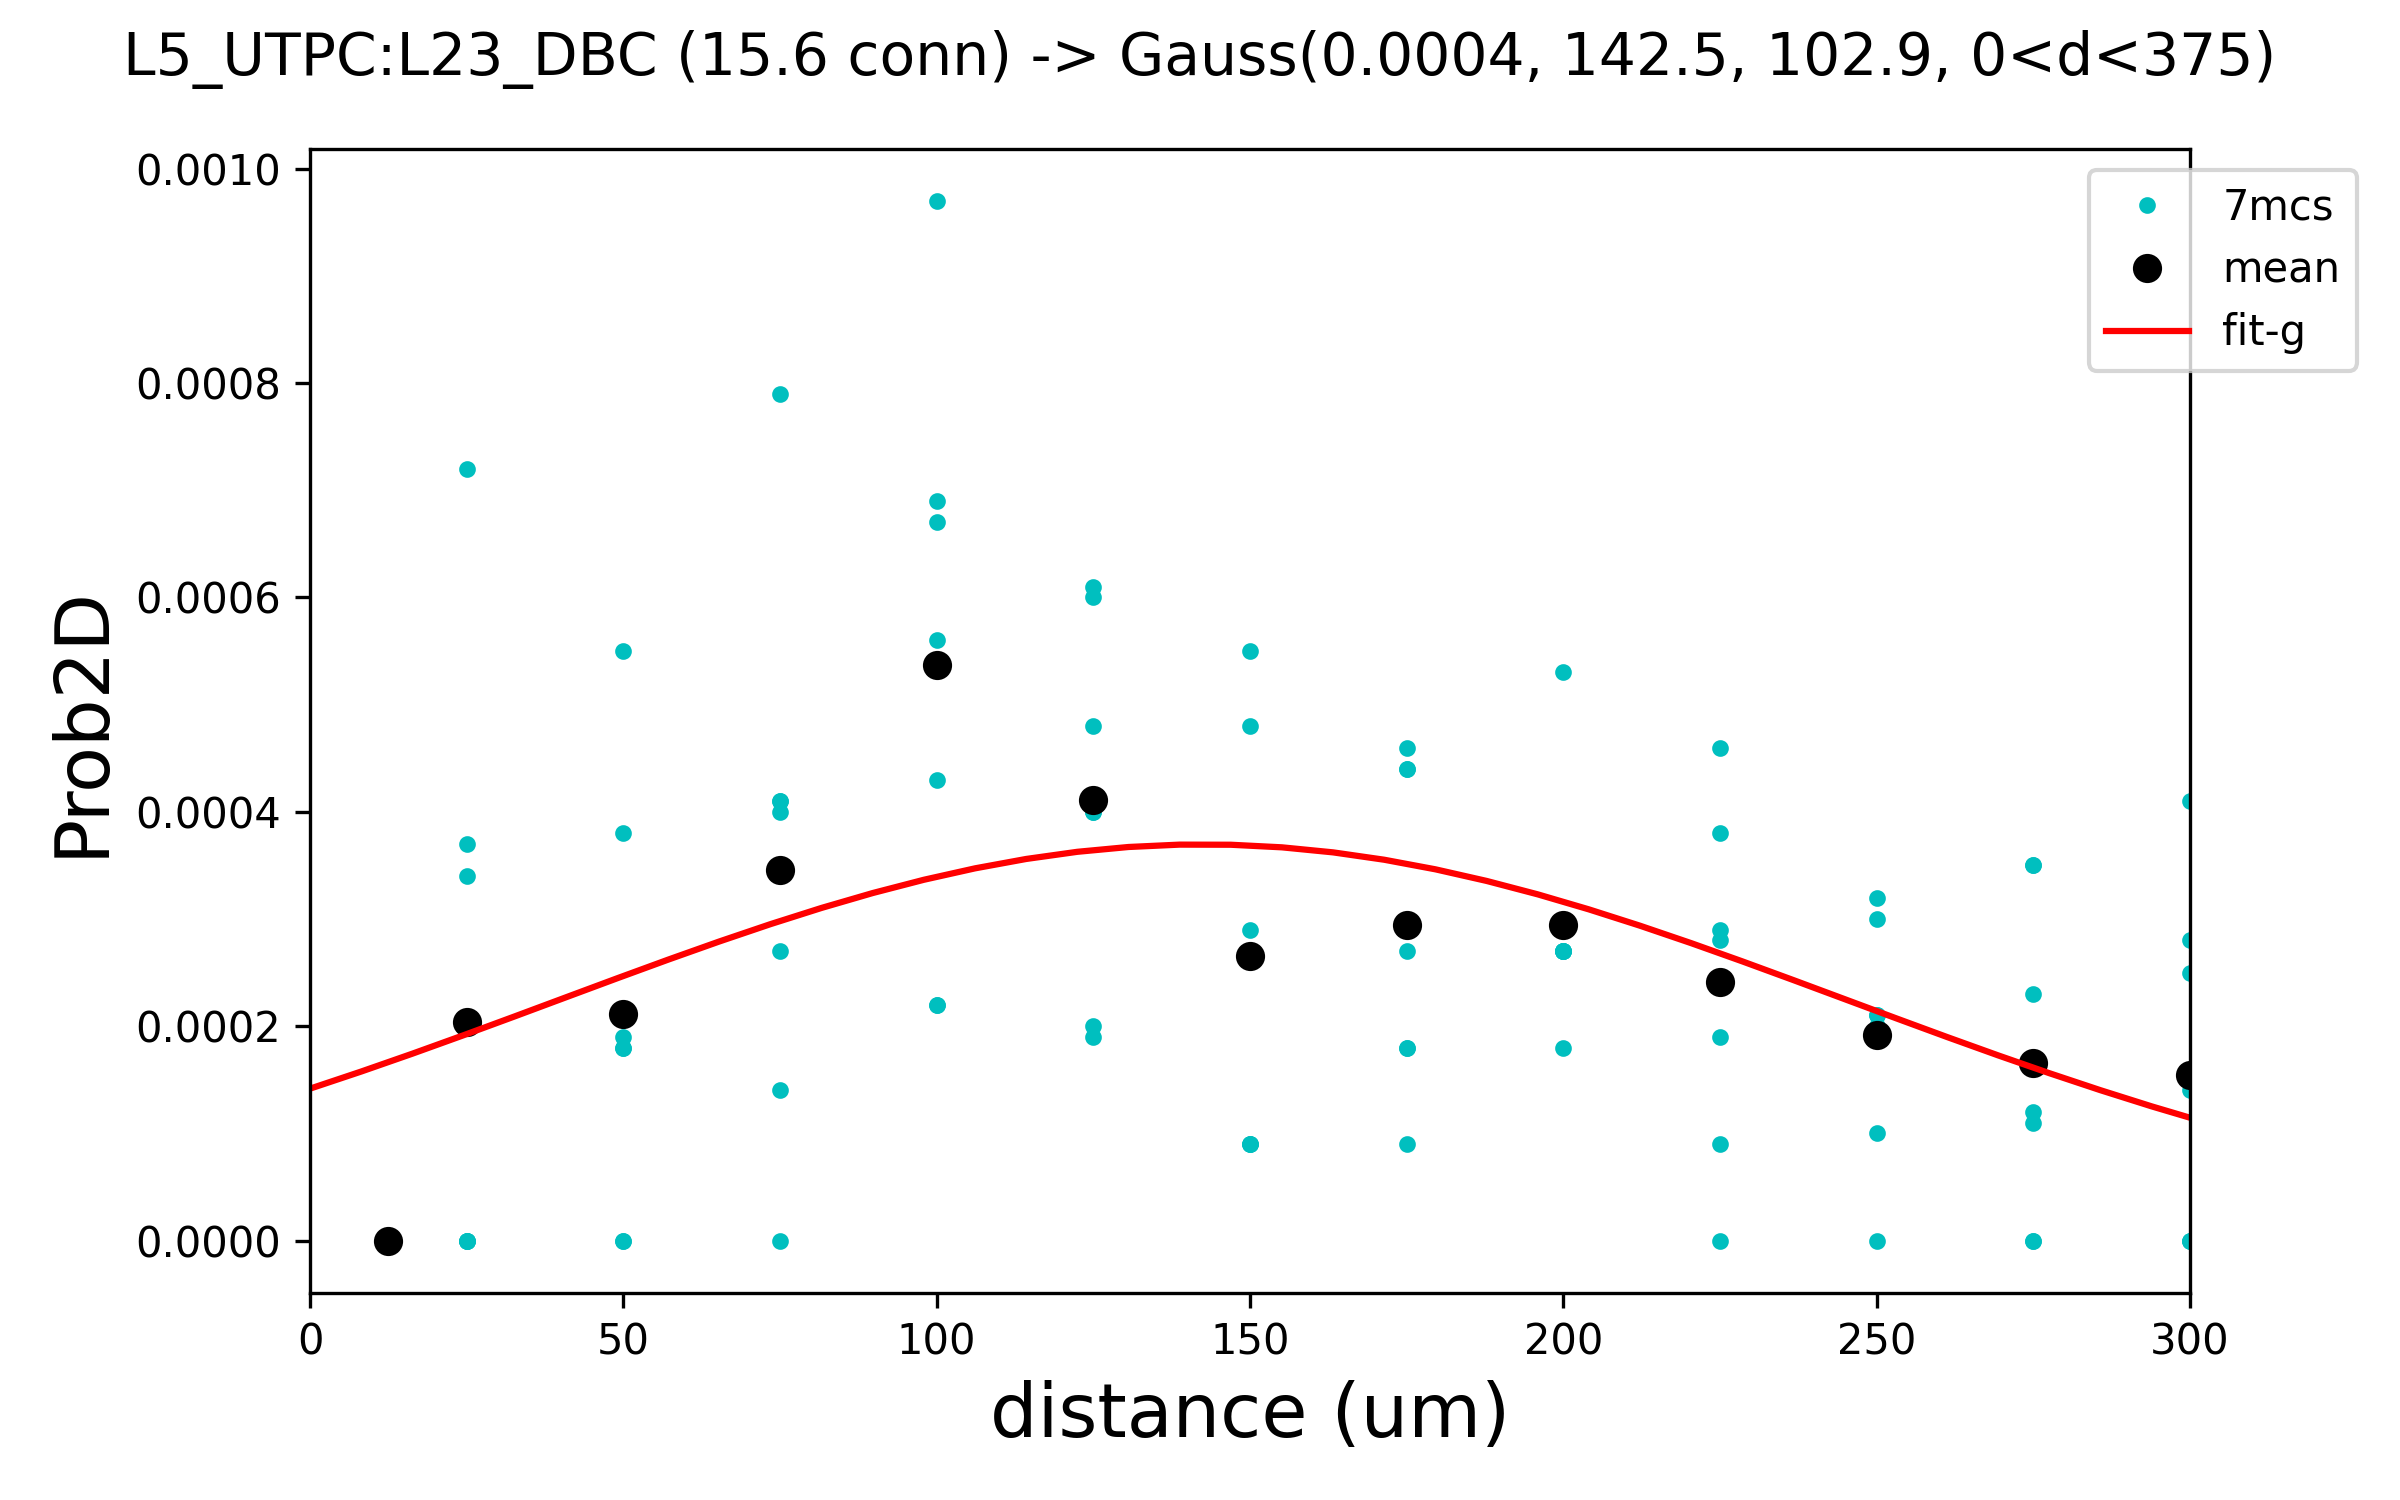 L5_UTPC:L23_DBC (15.6 conn) -> Gauss(0.0004, 142.5, 102.9, 0<d<375)
0.0010
0.0008
0.0006
0.0004
0.0002
0.0000
Prob2D
7mcs
mean
fit-g
0 50 100 150 200 250 300
distance (um)